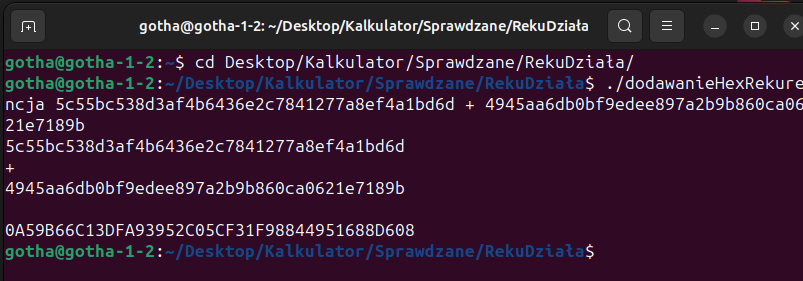 gotha@gotha-1-2: ~/Desktop/Kalkulator/Sprawdzane/RekuDziała
gotha@gotha-1-2:~$ cd Desktop/Kalkulator/Sprawdzane/RekuDziała/
gotha@gotha-1-2:~/Desktop/Kalkulator/Sprawdzane/RekuDziała$ ./dodawanieHexRekure
ncja 5c55bc538d3af4b6436e2c7841277a8ef4a1bd6d + 4945aa6db0bf9edee897a2b9b860ca06
21e7189b
5c55bc538d3af4b6436e2c7841277a8ef4a1bd6d
+
4945aa6db0bf9edee897a2b9b860ca0621e7189b
0A59B66C13DFA93952C05CF31F98844951688D608
gotha@gotha-1-2:~/Desktop/Kalkulator/Sprawdzane/RekuDziała$